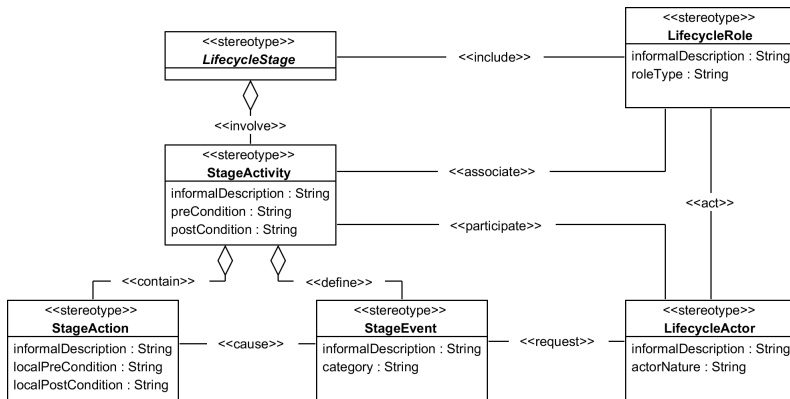 <<stereotype>>
LifecycleStage
<<include>>
<<stereotype>>
LifecycleRole
informalDescription : String
roleType : String
<<involve>>
<<stereotype>>
StageActivity
informalDescription : String
preCondition : String
postCondition : String
<<associate>>
<<act>>
<<participate>>
<<contain>>
<<define>>
<<stereotype>>
StageAction
informalDescription : String
localPreCondition : String
localPostCondition : String
<<cause>>
<<stereotype>>
StageEvent
informalDescription : String
category : String
<<request>>
<<stereotype>>
LifecycleActor
informalDescription : String
actorNature : String